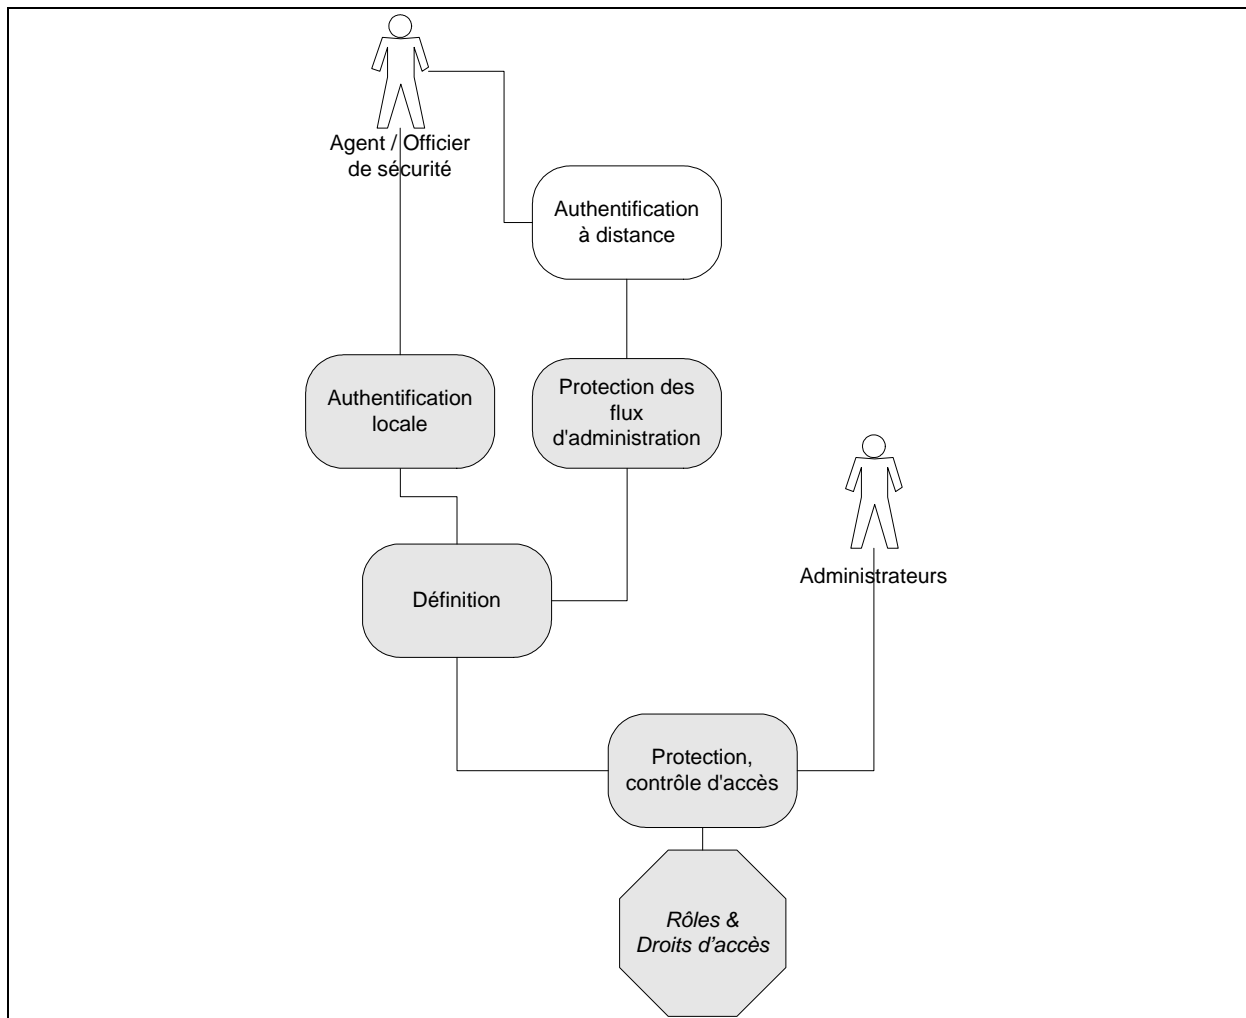 Agent / Officier
de sécurité
Authentification
à distance
Authentification
locale
Protection des
flux
d'administration
Administrateurs
Définition
Protection,
contrôle d'accès
Rôles &
Droits d’accès